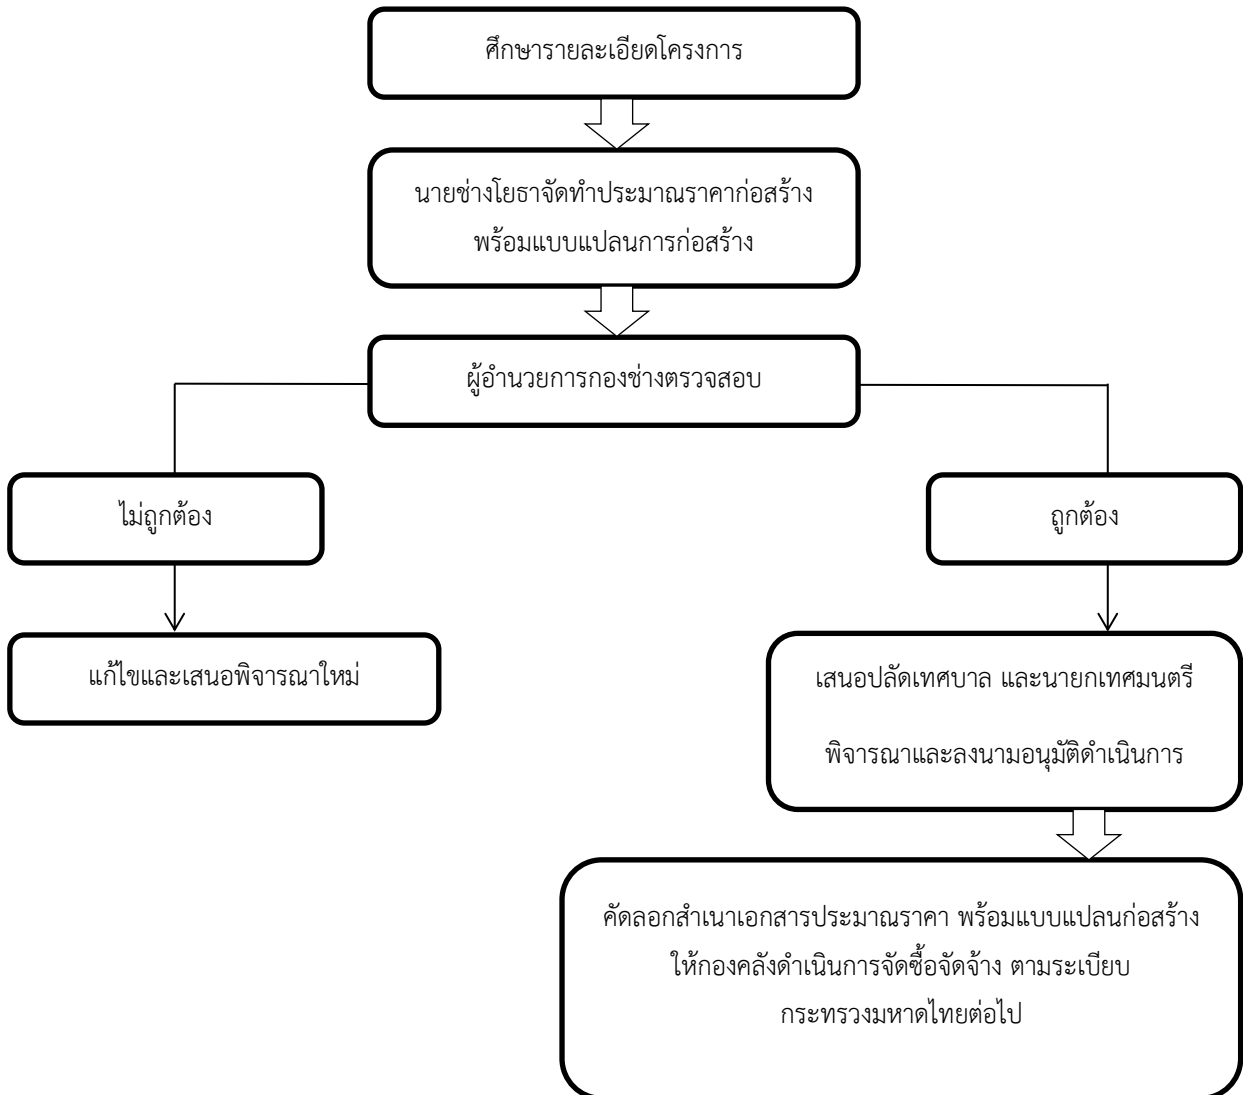 ศึกษารายละเอียดโครงการ
นายช่างโยธาจัดทำประมาณราคาก่อสร้าง
พร้อมแบบแปลนการก่อสร้าง
ผู้อำนวยการกองช่างตรวจสอบ
ไม่ถูกต้อง
ถูกต้อง
แก้ไขและเสนอพิจารณาใหม่
เสนอปลัดเทศบาล และนายกเทศมนตรี
พิจารณาและลงนามอนุมัติดำเนินการ
คัดลอกสำเนาเอกสารประมาณราคา พร้อมแบบแปลนก่อสร้าง
ให้กองคลังดำเนินการจัดซื้อจัดจ้าง ตามระเบียบ
กระทรวงมหาดไทยต่อไป